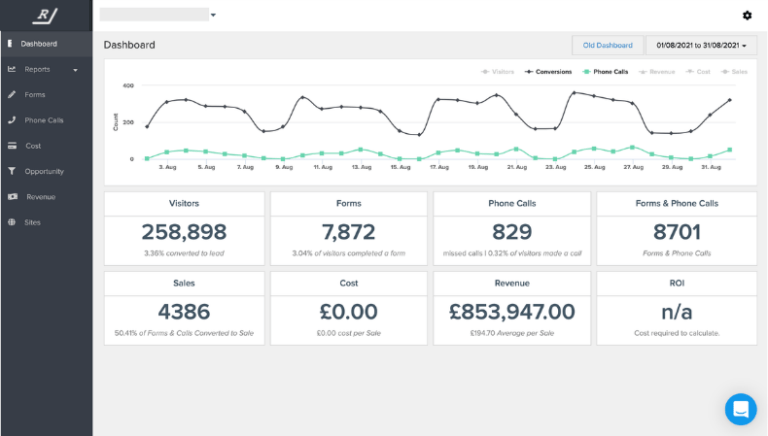 Dashboard
Reports
Forms
Phone Calls
Cost
Opportunity
Revenue
Sites
Dashboard
Old Dashboard
01/08/2021 to 31/08/2021
Visitors Conversions Phone Calls Revenue Cost Sales
Count
400
200
0
3. Aug 5. Aug 7. Aug 9. Aug 11. Aug 13. Aug 15. Aug 17. Aug 19. Aug 21. Aug 23. Aug 25. Aug 27. Aug 29. Aug 31. Aug
Visitors
258,898
3.36% converted to lead
Forms
7,872
3.04% of visitors completed a form
Phone Calls
829
missed calls | 0.32% of visitors made a call
Forms & Phone Calls
8701
Forms & Phone Calls
Sales
4386
50.41% of Forms & Calls Converted to Sale
Cost
£0.00
£0.00 cost per Sale
Revenue
£853,947.00
£194.70 Average per Sale
ROI
n/a
Cost required to calculate.